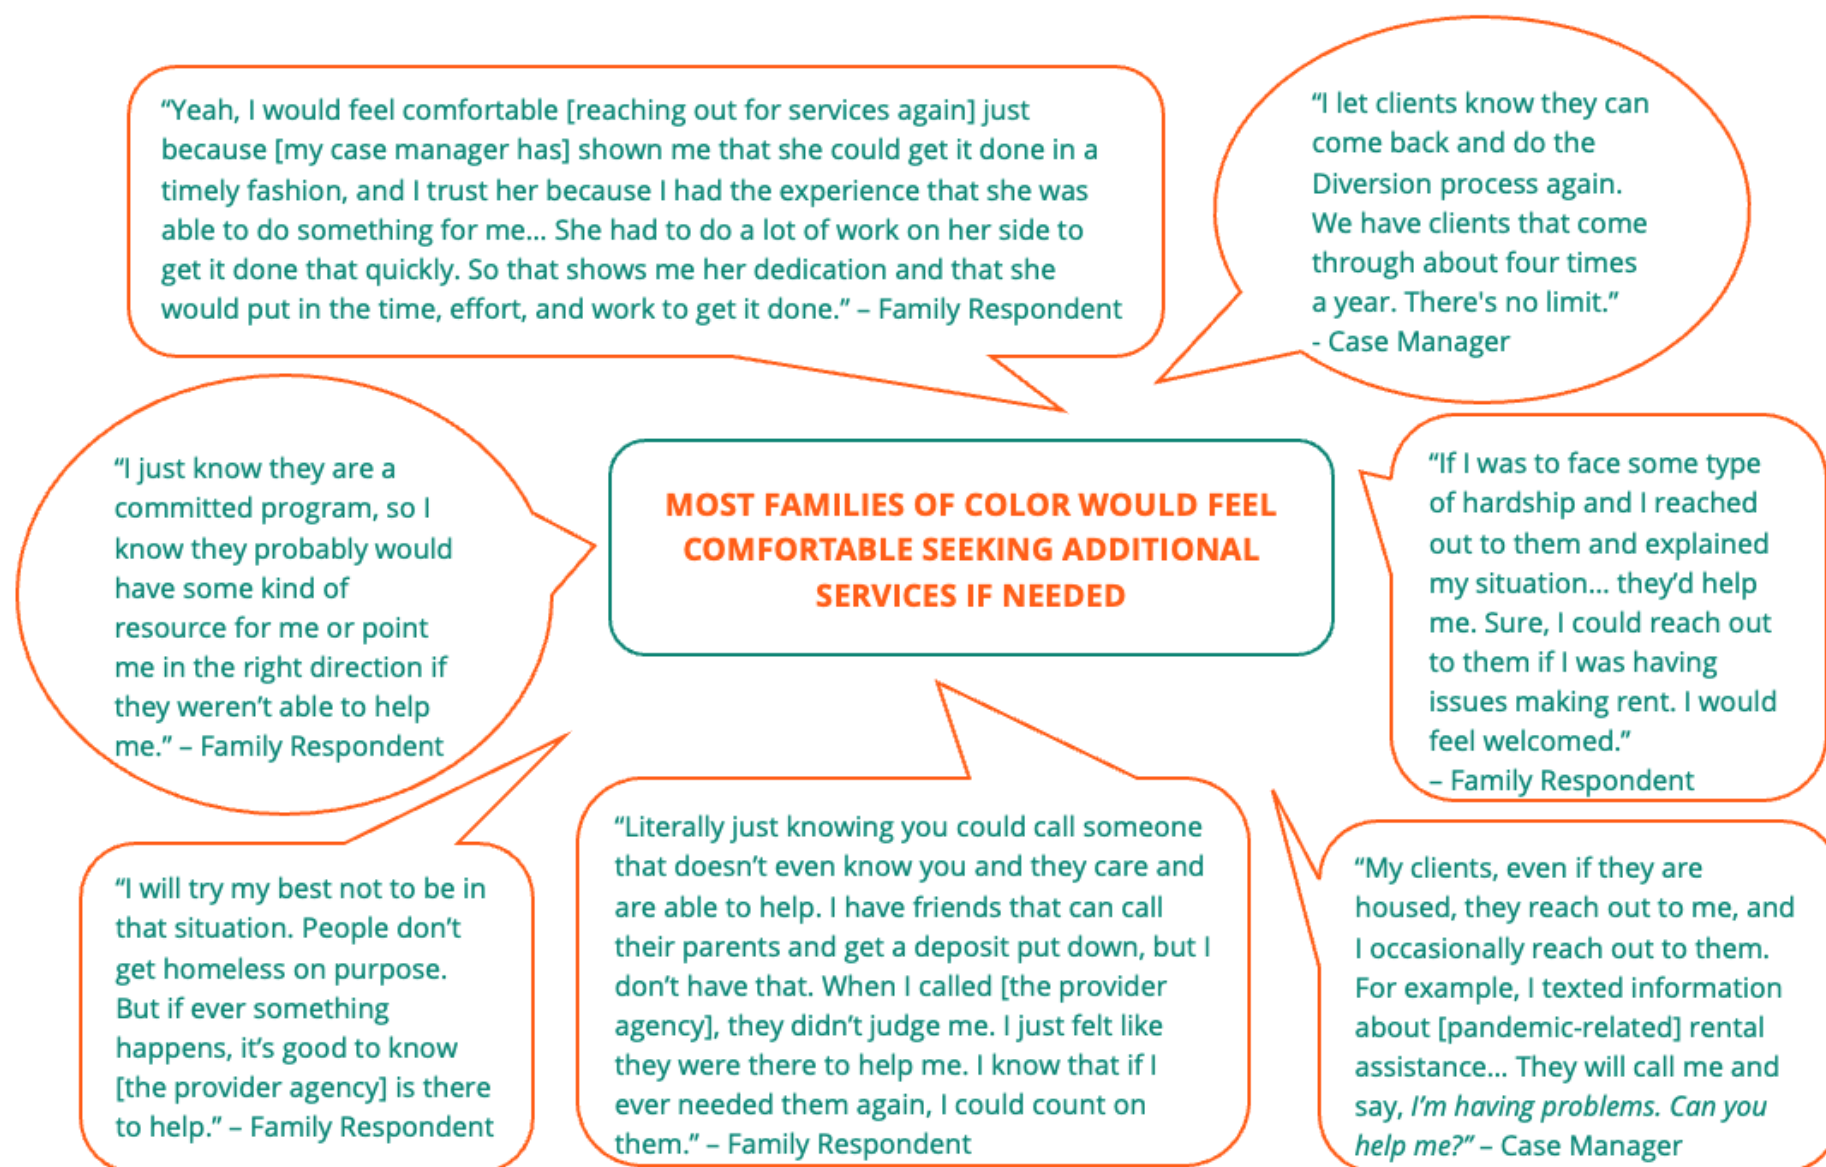 “Yeah, I would feel comfortable [reaching out for services again] just
because [my case manager has] shown me that she could get it done in a
timely fashion, and I trust her because I had the experience that she was
able to do something for me... She had to do a lot of work on her side to
get it done that quickly. So that shows me her dedication and that she
would put in the time, effort, and work to get it done.” – Family Respondent
“I let clients know they can
come back and do the
Diversion process again.
We have clients that come
through about four times
a year. There's no limit.”
- Case Manager
“I just know they are a
committed program, so I
know they probably would
have some kind of
resource for me or point
me in the right direction if
they weren’t able to help
me.” – Family Respondent
MOST FAMILIES OF COLOR WOULD FEEL
COMFORTABLE SEEKING ADDITIONAL
SERVICES IF NEEDED
“If I was to face some type
of hardship and I reached
out to them and explained
my situation... they’d help
me. Sure, I could reach out
to them if I was having
issues making rent. I would
feel welcomed.”
– Family Respondent
“I will try my best not to be in
that situation. People don’t
get homeless on purpose.
But if ever something
happens, it’s good to know
[the provider agency] is there
to help.” – Family Respondent
“Literally just knowing you could call someone
that doesn’t even know you and they care and
are able to help. I have friends that can call
their parents and get a deposit put down, but I
don’t have that. When I called [the provider
agency], they didn’t judge me. I just felt like
they were there to help me. I know that if I
ever needed them again, I could count on
them.” – Family Respondent
“My clients, even if they are
housed, they reach out to me, and
I occasionally reach out to them.
For example, I texted information
about [pandemic-related] rental
assistance... They will call me and
say, I’m having problems. Can you
help me?” – Case Manager